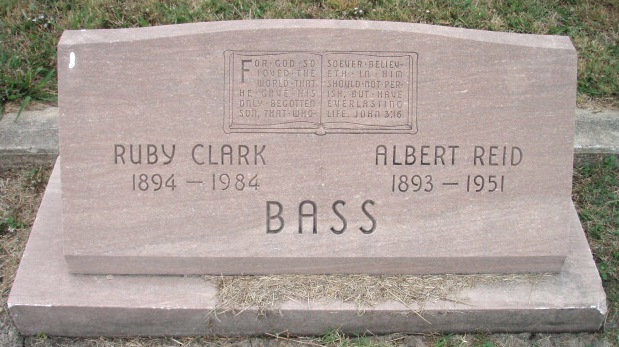 FOR·GOD·SO
LOVED·THE
WORLD·THAT
HE·GAVE·HIS
ONLY·BEGOTTEN
SON, THAT·WHO-
SOEVER·BELIEV-
ETH·IN·HIM
SHOULD·NOT·PER-
ISH, BUT·HAVE
EVERLASTING
LIFE. JOHN 3:16
RUBY CLARK
1894 — 1984
ALBERT REID
1893 — 1951
BASS